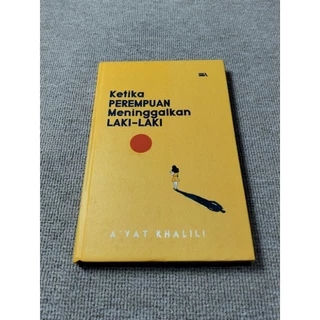 Ketika
PEREMPUAN
Meninggalkan
LAKI-LAKI
A'YAT KHALILI